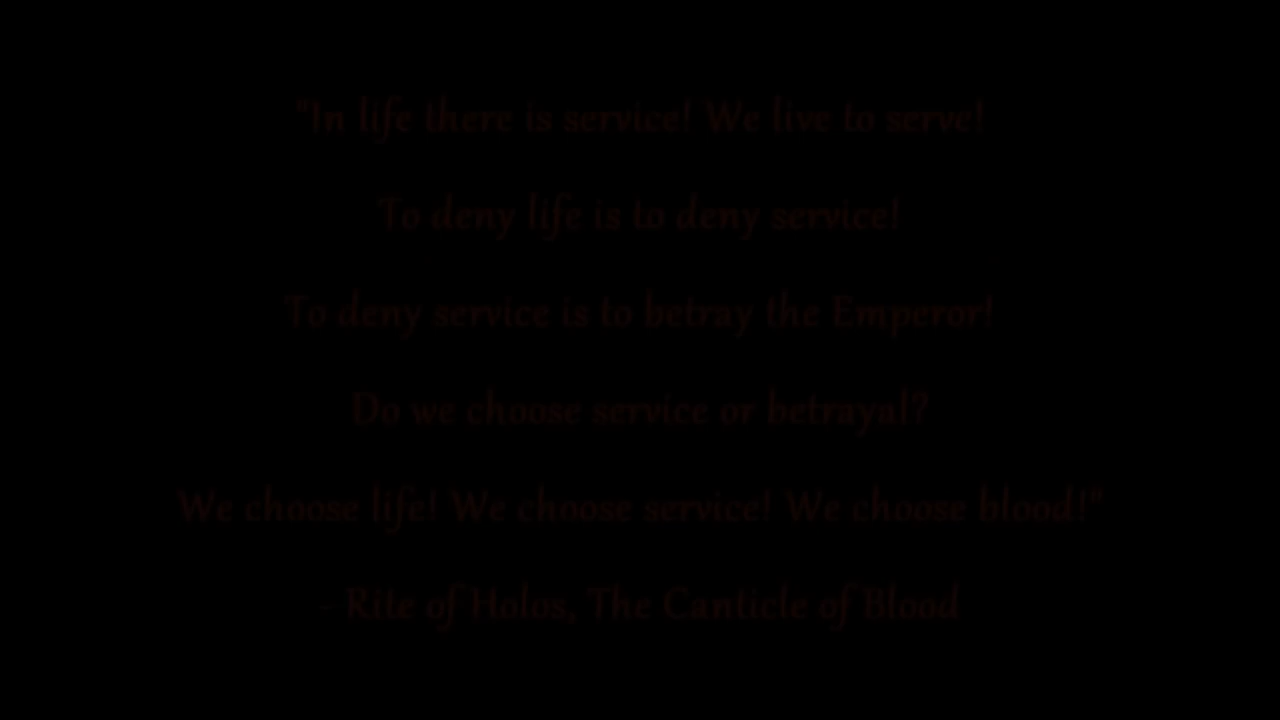 "In life there is service! We live to serve!
To deny life is to deny service!
To deny service is to betray the Emperor!
Do we choose service or betrayal?
We choose life! We choose service! We choose blood!"
–Rite of Holos, The Canticle of Blood